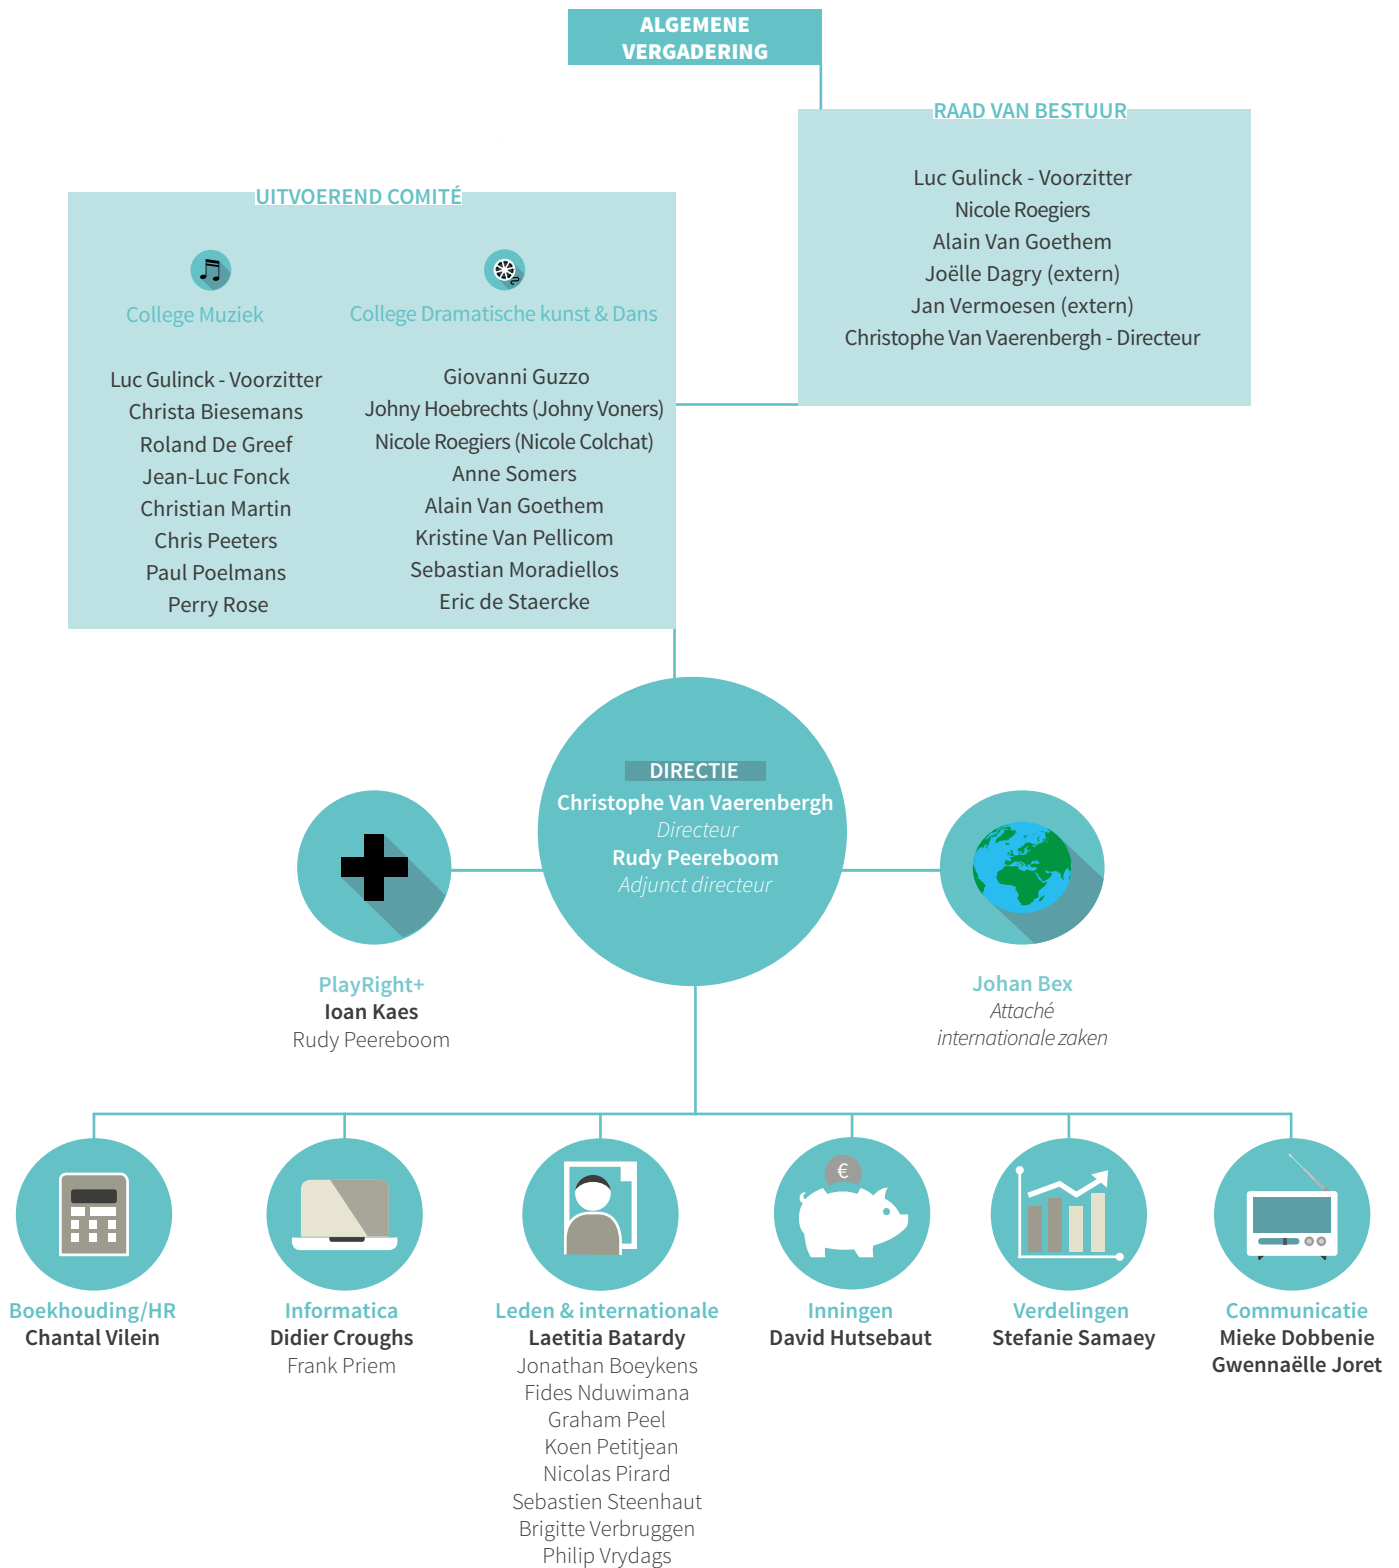 ALGEMENE
VERGADERING
RAAD VAN BESTUUR
Luc Gulinck - Voorzitter
Nicole Roegiers
Alain Van Goethem
Joëlle Dagry (extern)
Jan Vermoesen (extern)
Christophe Van Vaerenbergh - Directeur
UITVOEREND COMITÉ
College Muziek
Luc Gulinck - Voorzitter
Christa Biesemans
Roland De Greef
Jean-Luc Fonck
Christian Martin
Chris Peeters
Paul Poelmans
Perry Rose
College Dramatische kunst & Dans
Giovanni Guzzo
Johny Hoebrechts (Johny Voners)
Nicole Roegiers (Nicole Colchat)
Anne Somers
Alain Van Goethem
Kristine Van Pellicom
Sebastian Moradiellos
Eric de Staercke
DIRECTIE
Christophe Van Vaerenbergh
Directeur
Rudy Peereboom
Adjunct directeur
PlayRight+
Ioan Kaes
Rudy Peereboom
Johan Bex
Attaché
internationale zaken
Boekhouding/HR
Chantal Vilein
Informatica
Didier Croughs
Frank Priem
Leden & internationale
Laetitia Batardy
Jonathan Boeykens
Fides Nduwimana
Graham Peel
Koen Petitjean
Nicolas Pirard
Sebastien Steenhaut
Brigitte Verbruggen
Philip Vrydags
€
Inningen
David Hutsebaut
Verdelingen
Stefanie Samaey
Communicatie
Mieke Dobbenie
Gwennaëlle Joret